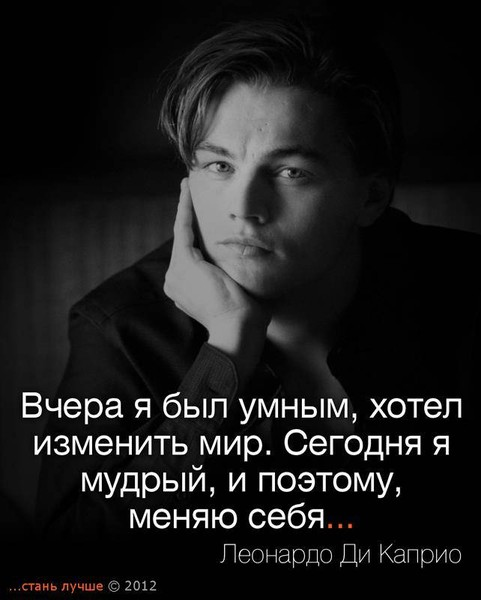 Вчера я был умным, хотел
изменить мир. Сегодня я
мудрый, и поэтому,
меняю себя...
Леонардо Ди Каприо
...стань лучше © 2012